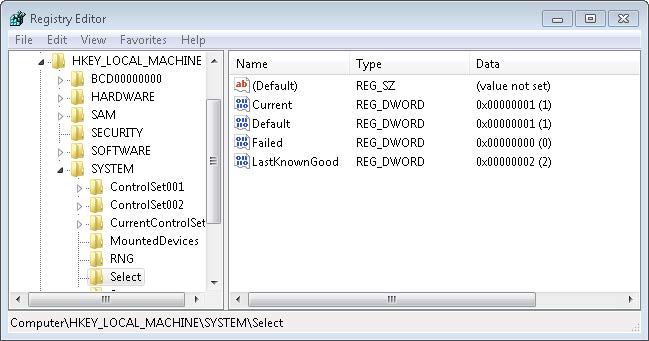 Registry Editor
File Edit View Favorites Help
HKEY_LOCAL_MACHINE
BCD00000000
HARDWARE
SAM
SECURITY
SOFTWARE
SYSTEM
ControlSet001
ControlSet002
CurrentControlSet
MountedDevices
RNG
Select
Name Type Data
(Default) REG_SZ (value not set)
Current REG_DWORD 0x00000001 (1)
Default REG_DWORD 0x00000001 (1)
Failed REG_DWORD 0x00000000 (0)
LastKnownGood REG_DWORD 0x00000002 (2)
Computer\HKEY_LOCAL_MACHINE\SYSTEM\Select